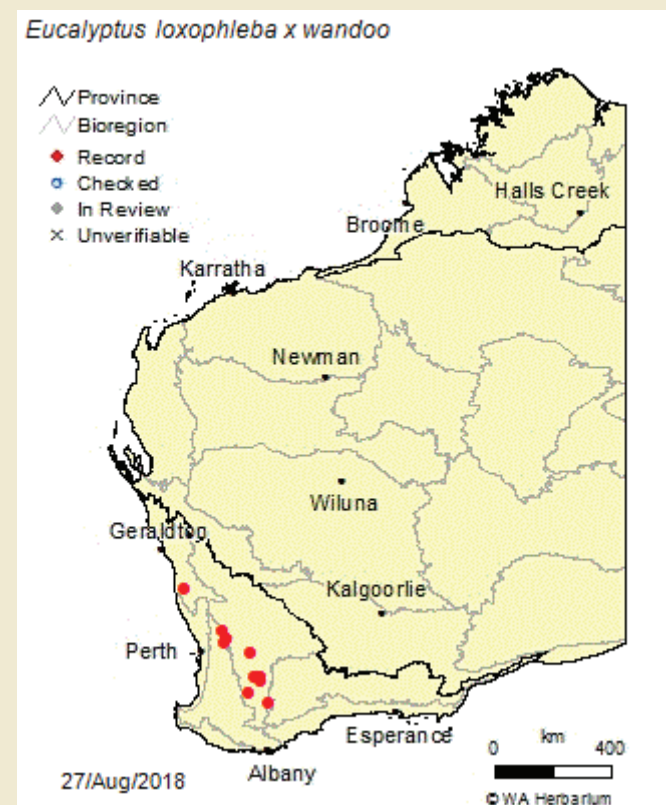 Eucalyptus loxophleba x wandoo
Province
Bioregion
Record
Checked
In Review
Unverifiable
Halls Creek
Broome
Karratha
Newman
Wiluna
Geraldton
Kalgoorlie
Perth
Esperance
0 km 400
Albany
27/Aug/2018
© WA Herbarium